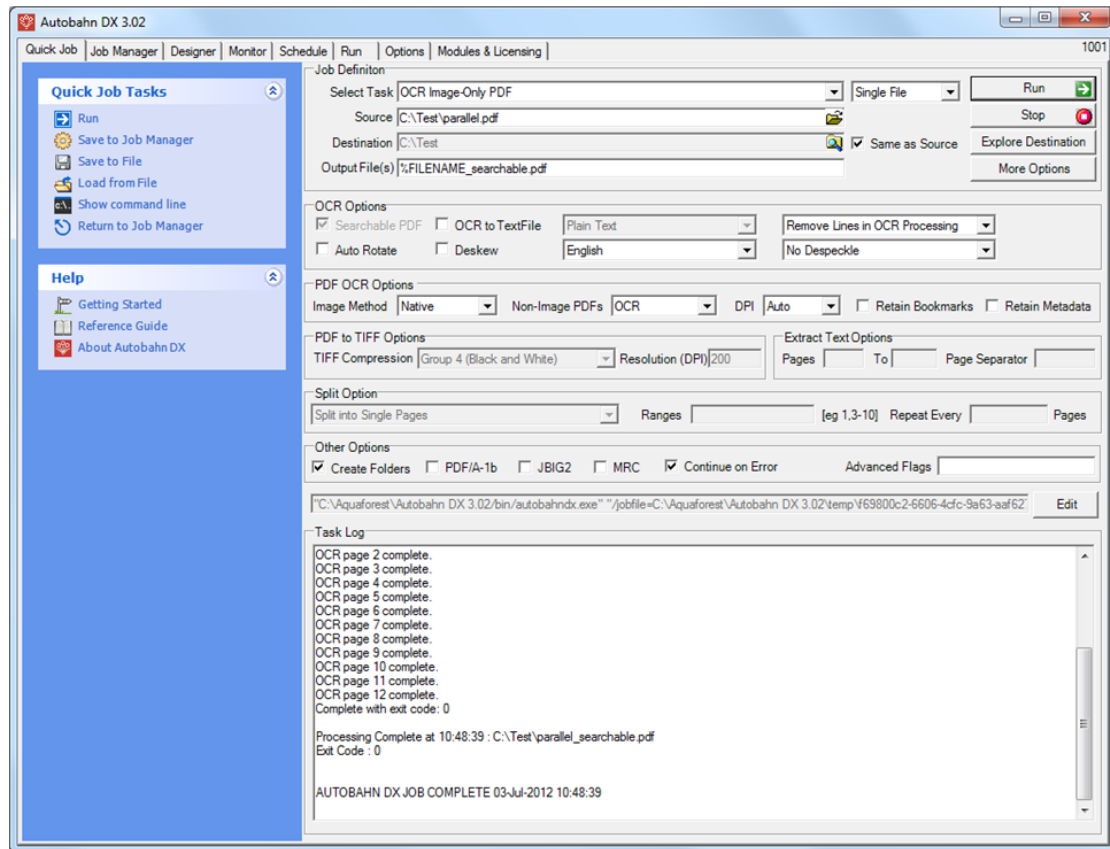 Autobahn DX 3.02
Quick Job Job Manager Designer Monitor Schedule Run Options Modules & Licensing 1001
Quick Job Tasks
Run
Save to Job Manager
Save to File
Load from File
Show command line
Return to Job Manager
Help
Getting Started
Reference Guide
About Autobahn DX
Job Definiton
Select Task OCR Image-Only PDF Single File Run
Source C:\Test\parallel.pdf Stop
Destination C:\Test Same as Source Explore Destination
Output File(s) %FILENAME_searchable.pdf More Options
OCR Options
Searchable PDF OCR to TextFile Plain Text Remove Lines in OCR Processing
Auto Rotate Deskew English No Despeckle
PDF OCR Options
Image Method Native Non-Image PDFs OCR DPI Auto Retain Bookmarks Retain Metadata
PDF to TIFF Options Extract Text Options
TIFF Compression Group 4 (Black and White) Resolution (DPI) 200 Pages To Page Separator
Split Option
Split into Single Pages Ranges [eg 1,3-10] Repeat Every Pages
Other Options
Create Folders PDF/A-1b JBIG2 MRC Continue on Error Advanced Flags
"C:\Aquaforest\Autobahn DX 3.02/bin/autobahndx.exe" "/jobfile=C:\Aquaforest\Autobahn DX 3.02\temp\f69800c2-6606-4cfc-9a63-aaf62 Edit
Task Log
OCR page 2 complete.
OCR page 3 complete.
OCR page 4 complete.
OCR page 5 complete.
OCR page 6 complete.
OCR page 7 complete.
OCR page 8 complete.
OCR page 9 complete.
OCR page 10 complete.
OCR page 11 complete.
OCR page 12 complete.
Complete with exit code: 0
Processing Complete at 10:48:39 : C:\Test\parallel_searchable.pdf
Exit Code : 0
AUTOBAHN DX JOB COMPLETE 03-Jul-2012 10:48:39